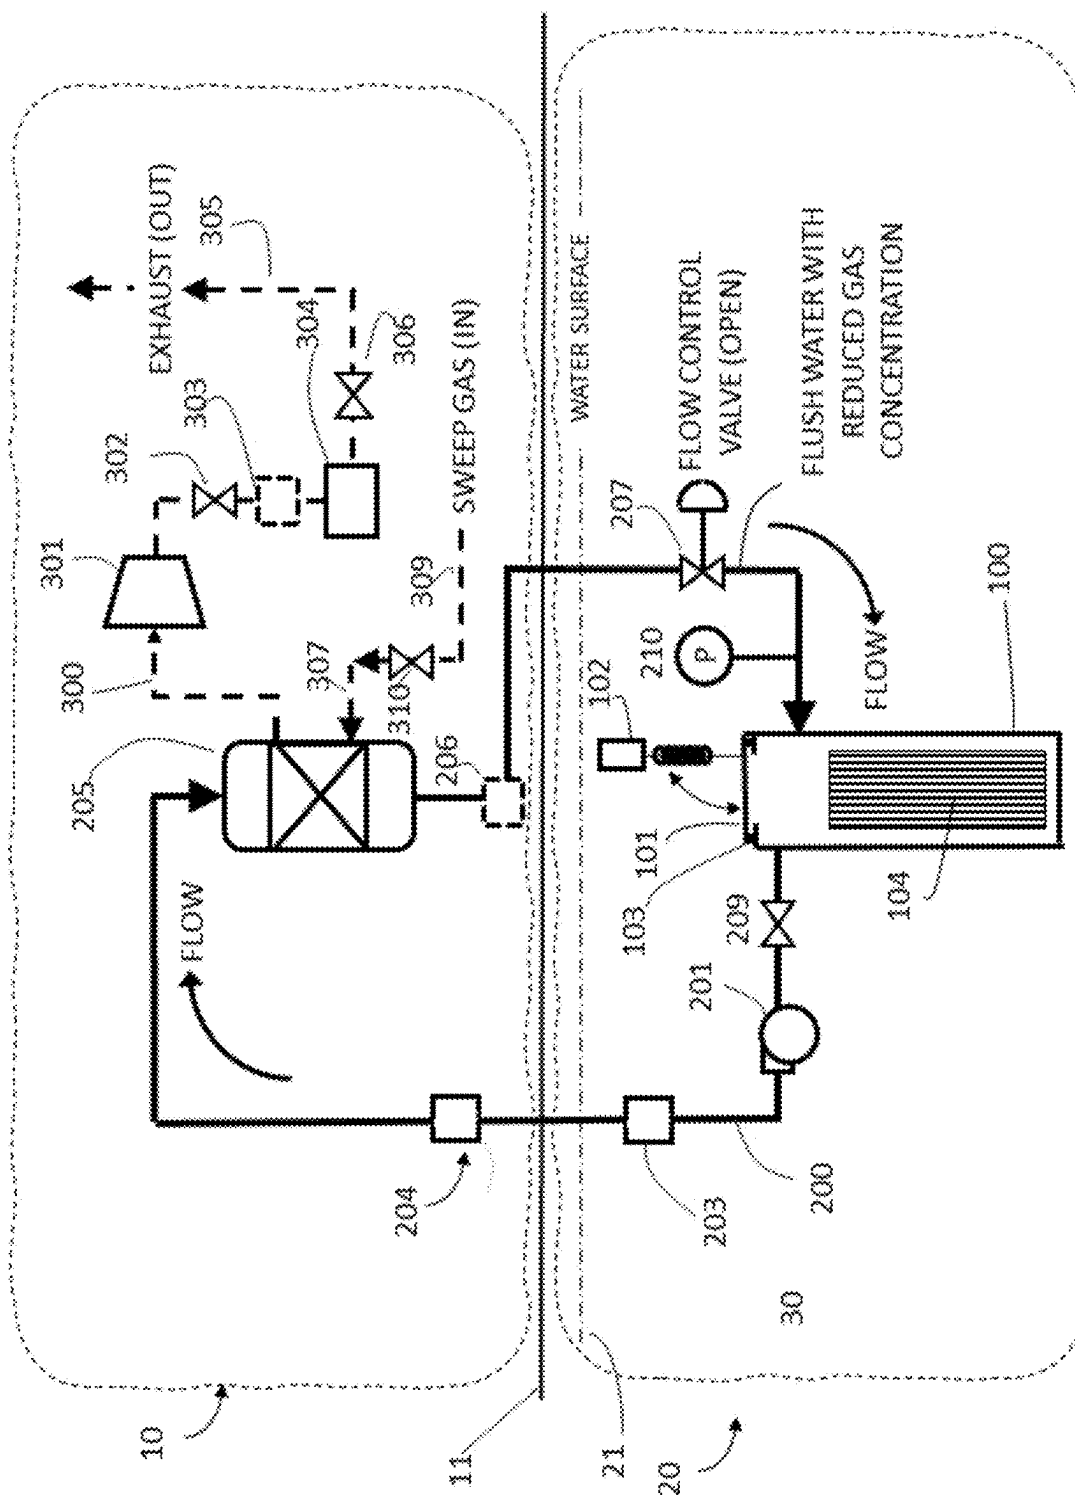 10
11
21
20
30
FLOW
204
203
200
201
209
205
206
300
301
302
303
304
305
306
EXHAUST (OUT)
307
310
309
SWEEP GAS (IN)
WATER SURFACE
FLOW CONTROL
VALVE (OPEN)
207
FLUSH WATER WITH
REDUCED GAS
CONCENTRATION
210
P
FLOW
102
101
103
104
100